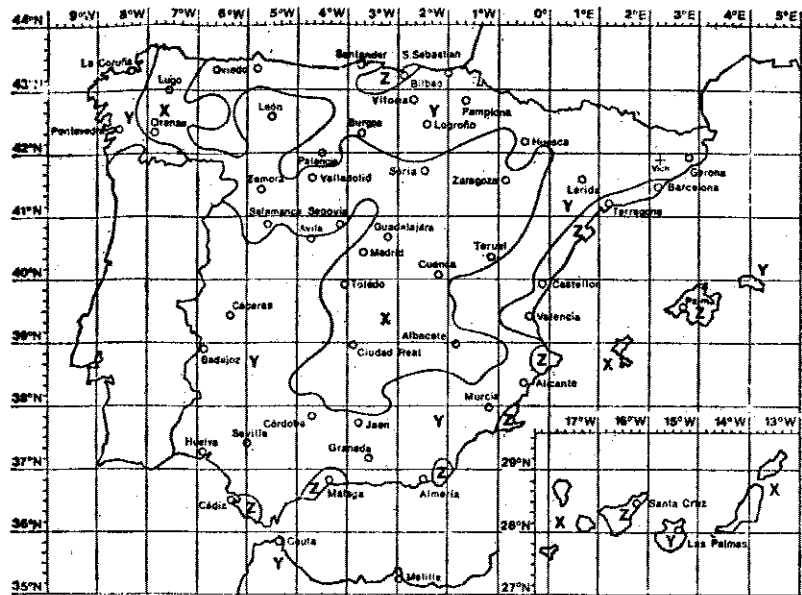 44°N 9°W 8°W 7°W 6°W 5°W 4°W 3°W 2°W 1°W 0° 1°E 2°E 3°E 4°E 5°E
La Coruña Oviedo Santander S. Sebastian
Z Bilbao
43°N Lugo
Vitoria Y Pamplona
Y X León
Pontevedra Orense Burgos Logroño
Huesca
42°N Palencia Vich Gerona
Zamora Valladolid Soria Zaragoza Lérida Barcelona
41°N Salamanca Segovia Y Tarragona
Avila Guadalajára Z
Madrid Teruel
40°N Cuenca Y
Toledo Castellon
Cáceres X Valencia Palma Z
39°N Albacete
Badajoz Y Ciudad Real Z X
Alicante
38°N Murcia
Córdoba Jaen Y Z
Huelva Sevilla 17°W 16°W 15°W 14°W 13°W
Granada
37°N Z 29°N
Z Malaga Almería X
Cádiz Z Santa Cruz
36°N X Z 28°N
Ceuta Y Las Palmas
Y
Melilla
35°N 27°N